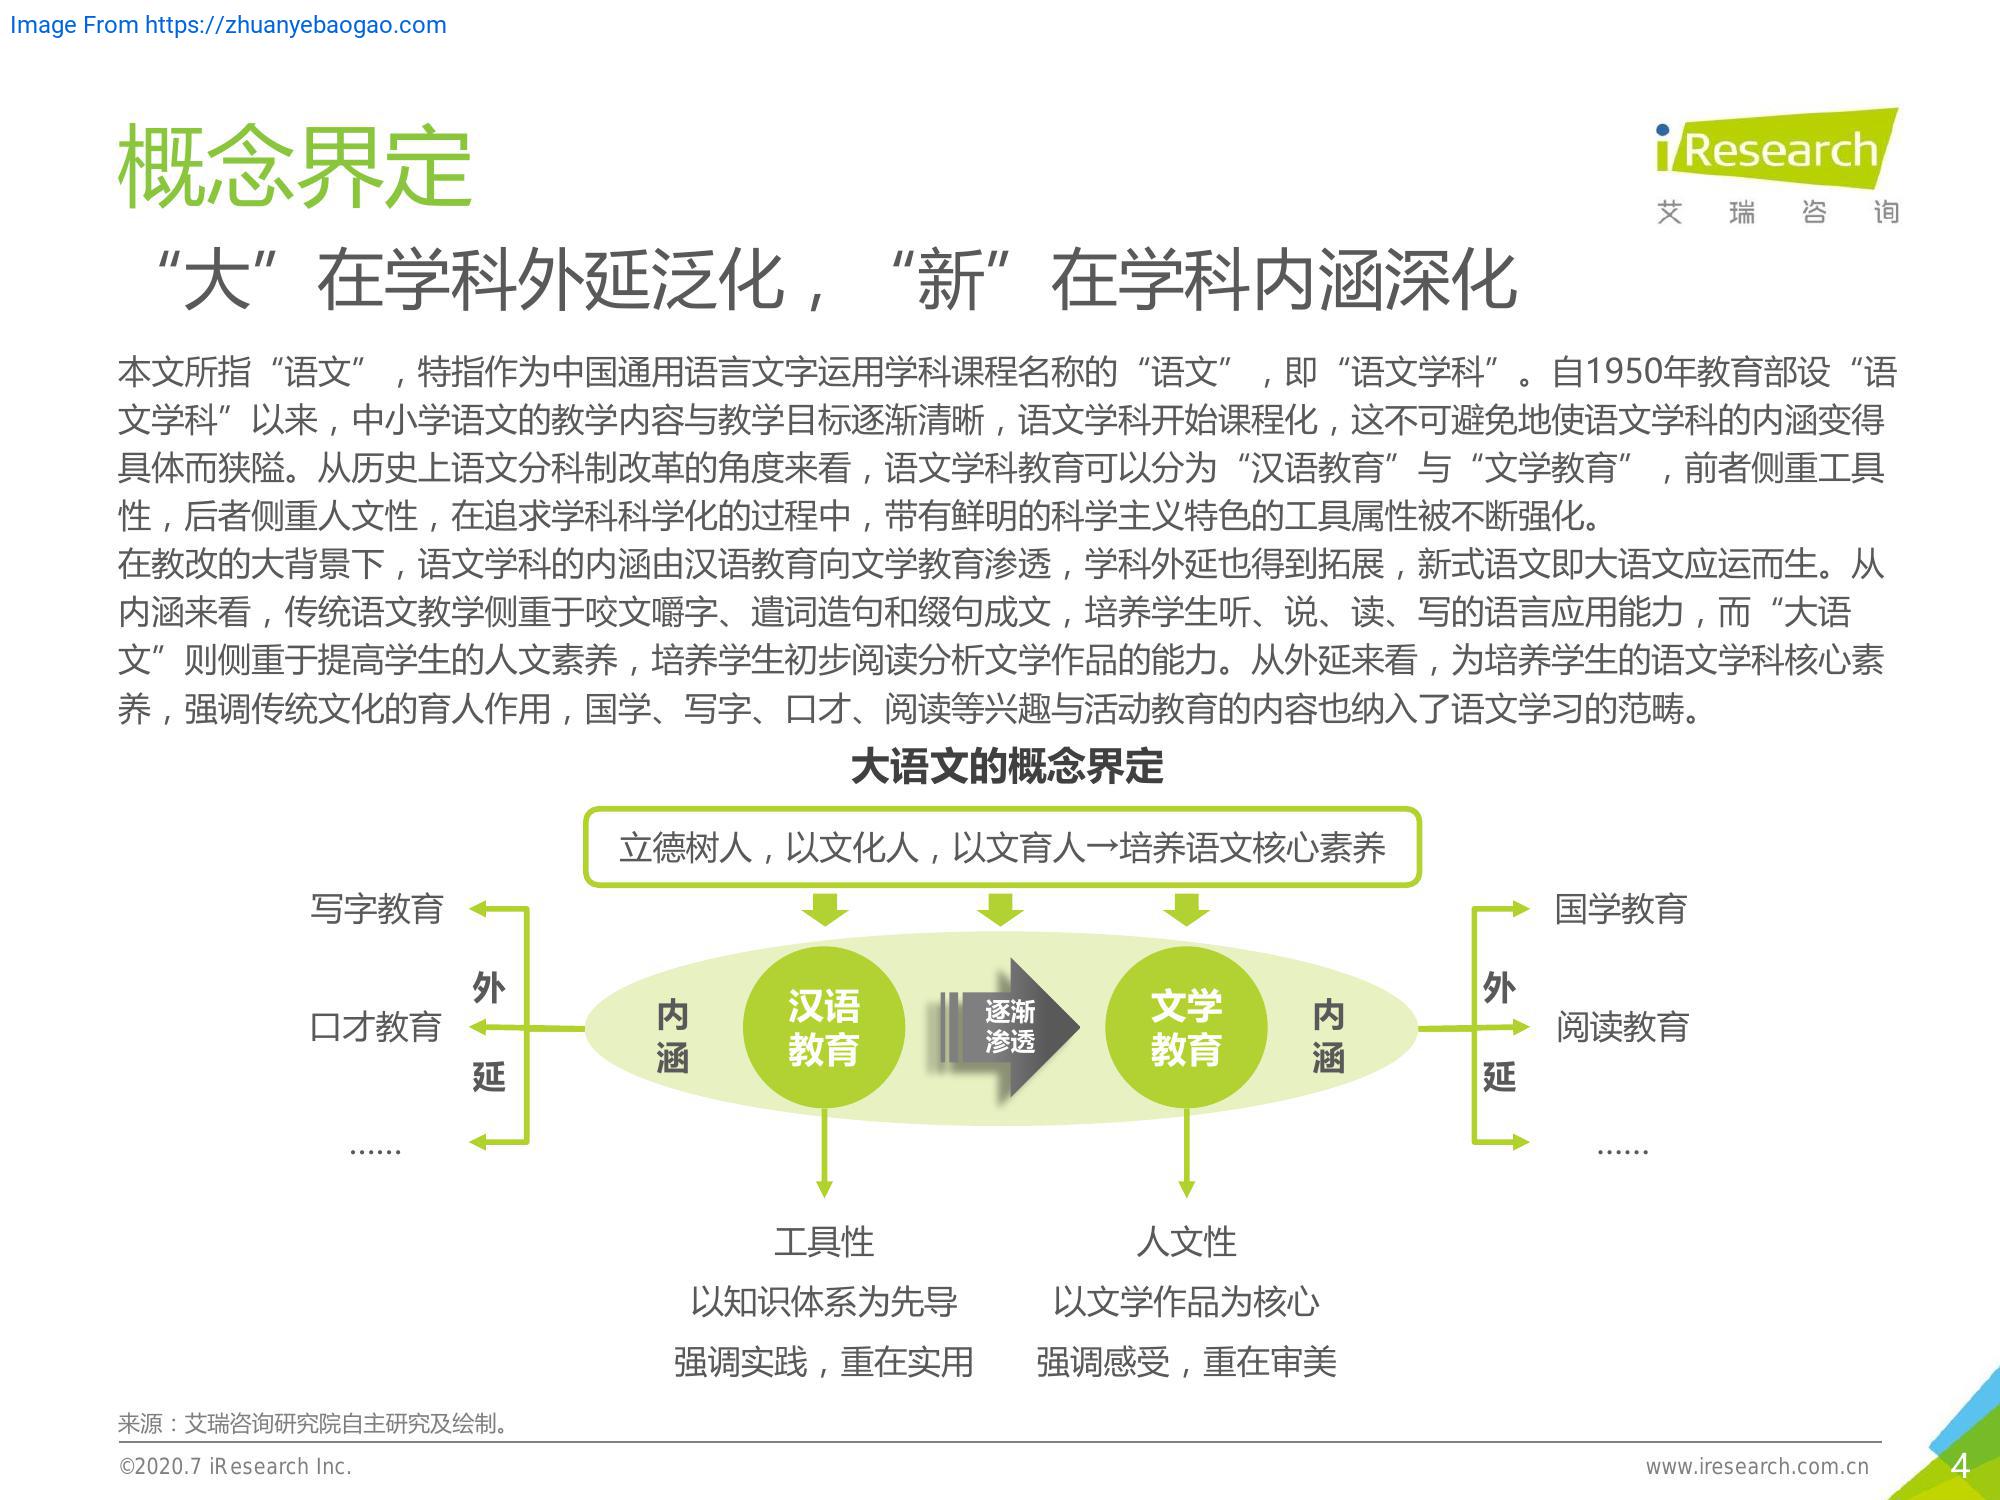 Image From https://zhuanyebaogao.com
概念界定
iResearch
艾瑞咨询
“大”在学科外延泛化，“新”在学科内涵深化
本文所指“语文”，特指作为中国通用语言文字运用学科课程名称的“语文”，即“语文学科”。自1950年教育部设“语
文学科”以来，中小学语文的教学内容与教学目标逐渐清晰，语文学科开始课程化，这不可避免地使语文学科的内涵变得
具体而狭隘。从历史上语文分科制改革的角度来看，语文学科教育可以分为“汉语教育”与“文学教育”，前者侧重工具
性，后者侧重人文性，在追求学科科学化的过程中，带有鲜明的科学主义特色的工具属性被不断强化。
在教改的大背景下，语文学科的内涵由汉语教育向文学教育渗透，学科外延也得到拓展，新式语文即大语文应运而生。从
内涵来看，传统语文教学侧重于咬文嚼字、遣词造句和缀句成文，培养学生听、说、读、写的语言应用能力，而“大语
文”则侧重于提高学生的人文素养，培养学生初步阅读分析文学作品的能力。从外延来看，为培养学生的语文学科核心素
养，强调传统文化的育人作用，国学、写字、口才、阅读等兴趣与活动教育的内容也纳入了语文学习的范畴。
大语文的概念界定
立德树人，以文化人，以文育人→培养语文核心素养
写字教育
口才教育
……
外
延
内
涵
汉语
教育
逐渐
渗透
文学
教育
内
涵
外
延
国学教育
阅读教育
……
工具性
以知识体系为先导
强调实践，重在实用
人文性
以文学作品为核心
强调感受，重在审美
来源：艾瑞咨询研究院自主研究及绘制。
©2020.7 iResearch Inc.
www.iresearch.com.cn
4